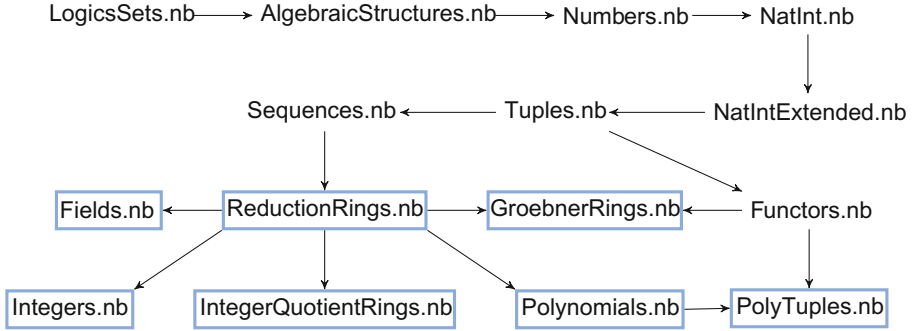 LogicsSets.nb
AlgebraicStructures.nb
Numbers.nb
NatInt.nb
Sequences.nb
Tuples.nb
NatIntExtended.nb
Fields.nb
ReductionRings.nb
GroebnerRings.nb
Functors.nb
Integers.nb
IntegerQuotientRings.nb
Polynomials.nb
PolyTuples.nb